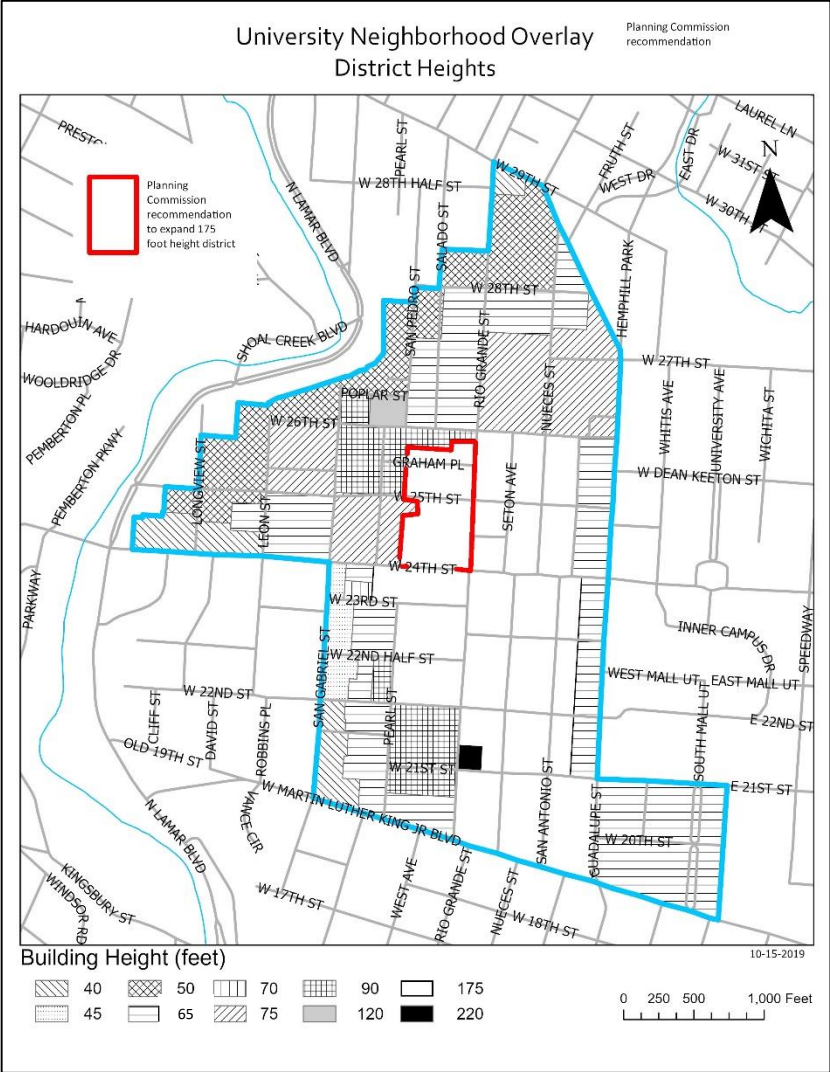 University Neighborhood Overlay
District Heights
Planning Commission
recommendation
Planning
Commission
recommendation
to expand 175
foot height district
LAUREL LN
N
W 31ST ST
W 30TH ST
EAST DR
FRUTH ST
WEST DR
W 29TH ST
PEARL ST
W 28TH HALF ST
N LAMAR BLVD
SALADO ST
SAN PEDRO ST
W 28TH ST
HEMPHILL PARK
HARDOUIN AVE
SHOAL CREEK BLVD
WOOLDRIDGE DR
PEMBERTON PL
PEMBERTON PKWY
RIO GRANDE ST
NUECES ST
W 27TH ST
WHITIS AVE
UNIVERSITY AVE
WICHITA ST
POPLAR ST
W 26TH ST
GRAHAM PL
W DEAN KEETON ST
LONGVIEW ST
LEON ST
W 25TH ST
SETON AVE
W 24TH ST
PARKWAY
W 23RD ST
INNER CAMPUS DR
SPEEDWAY
SAN GABRIEL ST
W 22ND HALF ST
WEST MALL UT
EAST MALL UT
W 22ND ST
CLIFF ST
DAVID ST
ROBBINS PL
PEARL ST
SOUTH MALL UT
E 22ND ST
OLD 19TH ST
W 21ST ST
E 21ST ST
N LAMAR BLVD
VANCE CIR
W MARTIN LUTHER KING JR BLVD
SAN ANTONIO ST
GUADALUPE ST
W 20TH ST
KINGSBURY ST
WINDSOR RD
W 17TH ST
WEST AVE
RIO GRANDE ST
NUECES ST
W 18TH ST
10-15-2019
Building Height (feet)
40 50 70 90 175
45 65 75 120 220
0 250 500 1,000 Feet